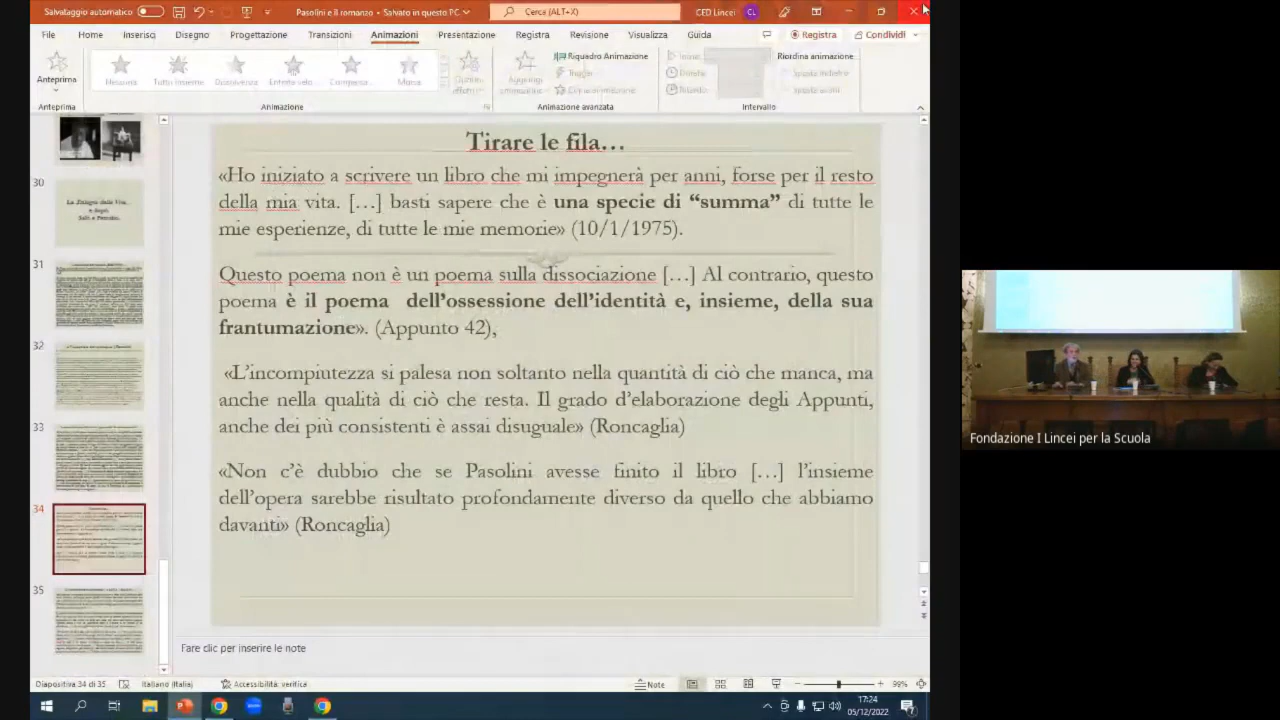 Salvataggio automatico
Pasolini e il romanzo • Salvato in questo PC
Cerca (ALT+X)
CED Lincei
CL
File
Home
Inserisci
Disegno
Progettazione
Transizioni
Animazioni
Presentazione
Registra
Revisione
Visualizza
Guida
Registra
Condividi
Anteprima
Nessuna
Dissolvenza
Riquadro Animazione
Trigger
Riordina animazione
Anteprima
Animazione
Animazione avanzata
Intervallo
30
31
32
33
34
35
Tirare le fila…
«Ho iniziato a scrivere un libro che mi impegnerà per anni, forse per il resto
della mia vita. […] basti sapere che è una specie di “summa” di tutte le
mie esperienze, di tutte le mie memorie» (10/1/1975).
Questo poema non è un poema sulla dissociazione […] Al contrario, questo
poema è il poema dell’ossessione dell’identità e, insieme, della sua
frantumazione». (Appunto 42),
«L’incompiutezza si palesa non soltanto nella quantità di ciò che manca, ma
anche nella qualità di ciò che resta. Il grado d’elaborazione degli Appunti,
anche dei più consistenti è assai disuguale» (Roncaglia)
«Non c’è dubbio che se Pasolini avesse finito il libro […] l’insieme
dell’opera sarebbe risultato profondamente diverso da quello che abbiamo
davanti» (Roncaglia)
Fare clic per inserire le note
Diapositiva 34 di 35
Italiano (Italia)
Accessibilità: verifica
Note
99%
17:24
05/12/2022
Fondazione I Lincei per la Scuola